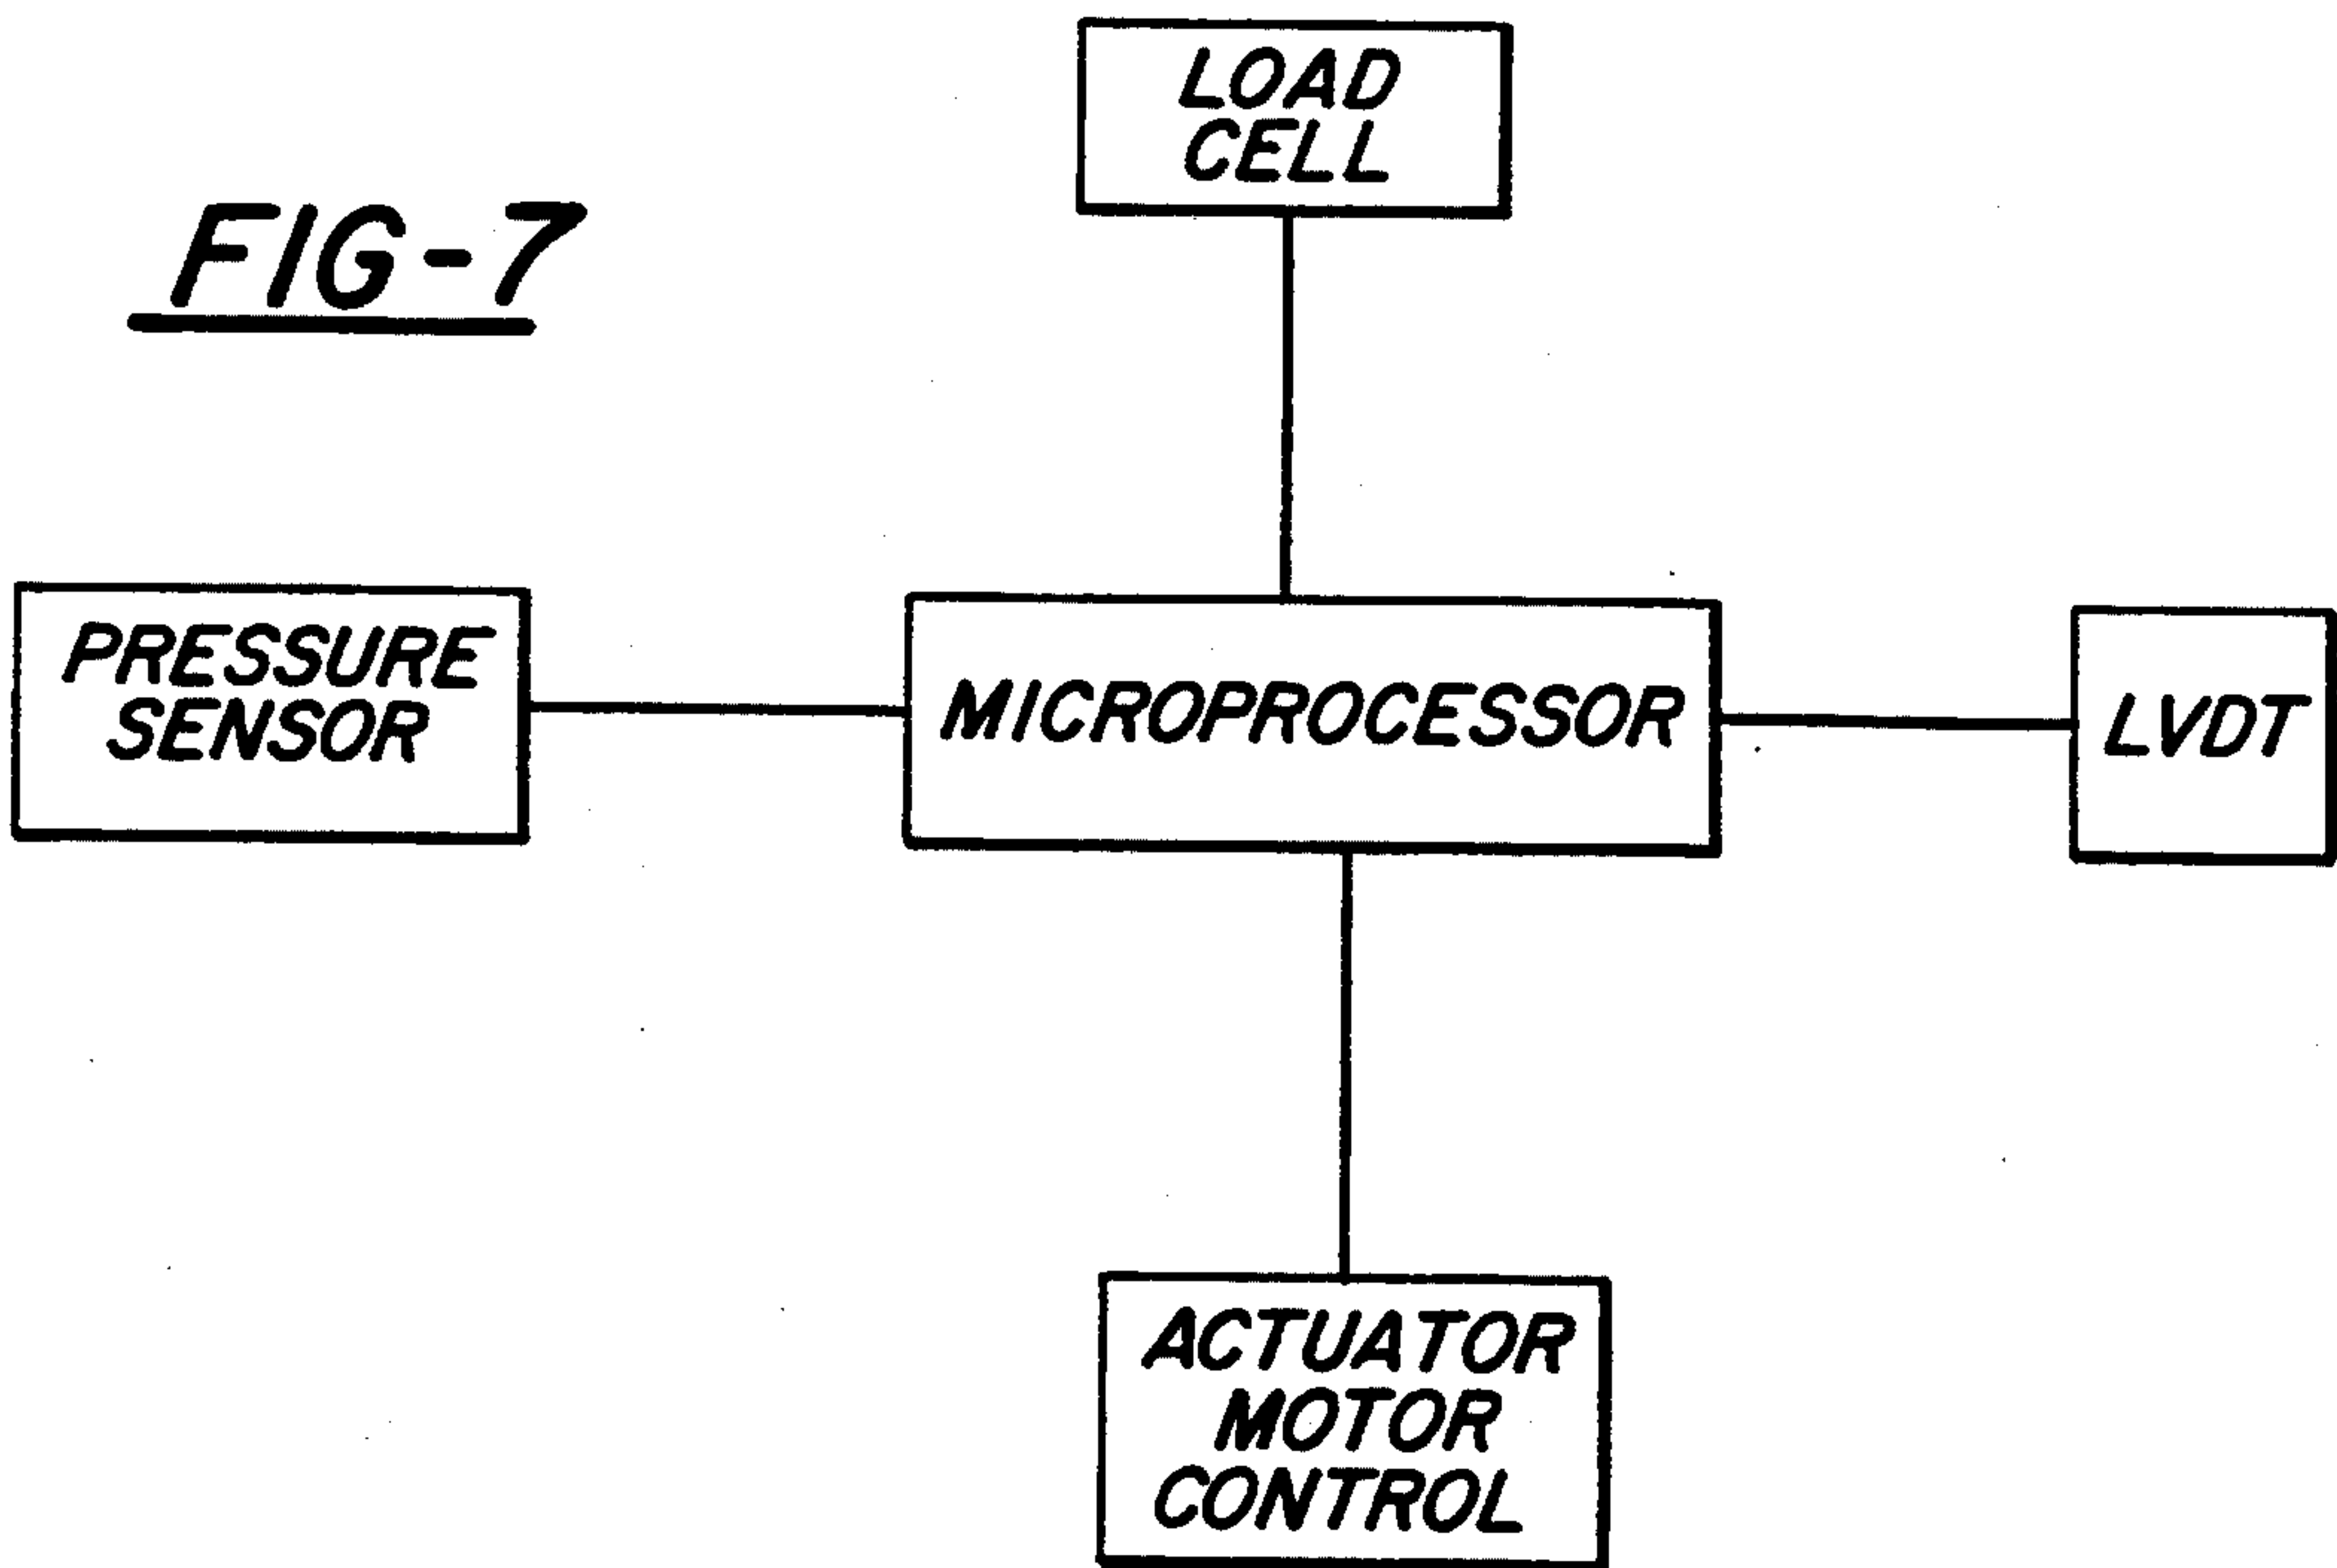 LOAD
CELL
FIG-7
PRESSURE
SENSOR
MICROPROCESSOR
LVDT
ACTUATOR
MOTOR
CONTROL